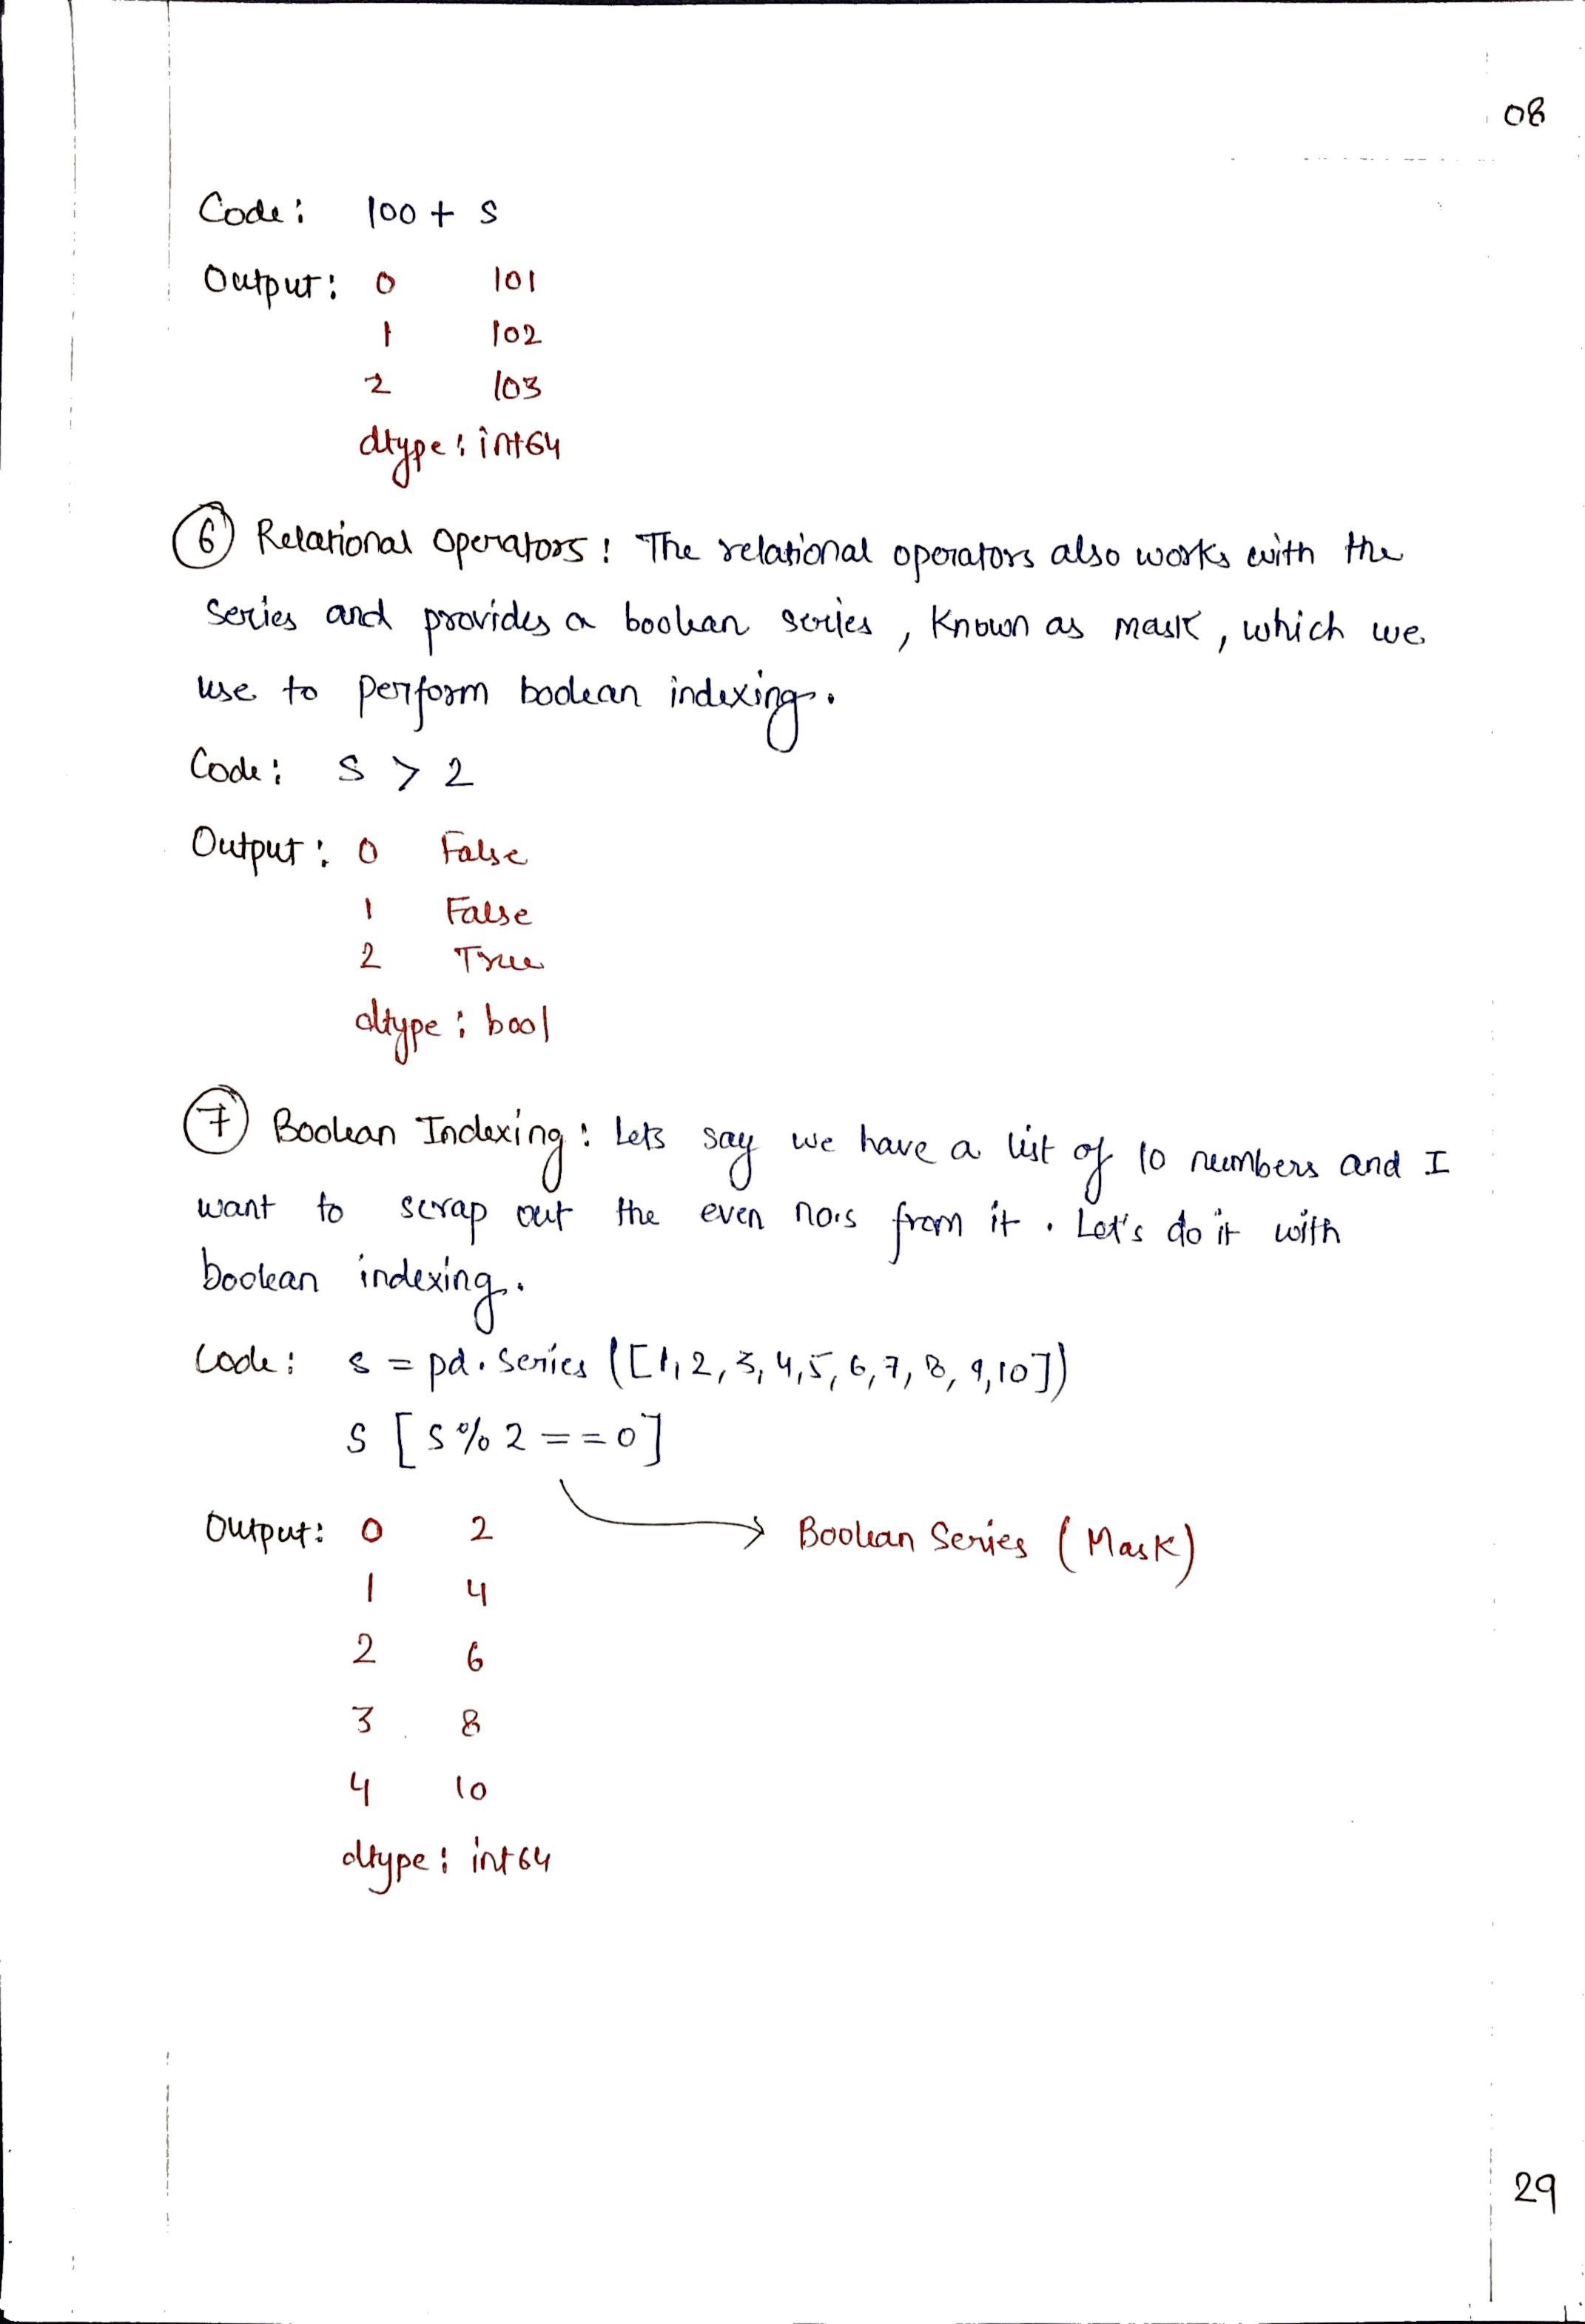 08
Code: 100 + s
Output: 0 101
1 102
2 103
dtype: int64
6 Relational Operators: The relational operators also works with the
series and provides a boolean series, known as mask, which we
use to perform boolean indexing.
Code: s > 2
Output: 0 False
1 False
2 True
dtype: bool
7 Boolean Indexing: Lets say we have a list of 10 numbers and I
want to scrap out the even no's from it. Let's do it with
boolean indexing.
Code: s = pd.Series([1,2,3,4,5,6,7,8,9,10])
s[s%2==0]
Output: 0 2 → Boolean Series (Mask)
1 4
2 6
3 8
4 10
dtype: int64
29